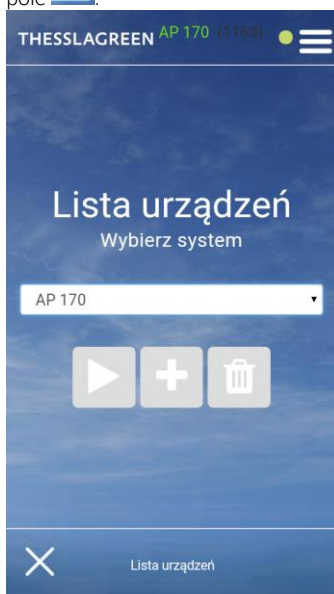 pole
THESSLAGREEN AP 170 (1163)
Lista urządzeń
Wybierz system
AP 170
Lista urządzeń